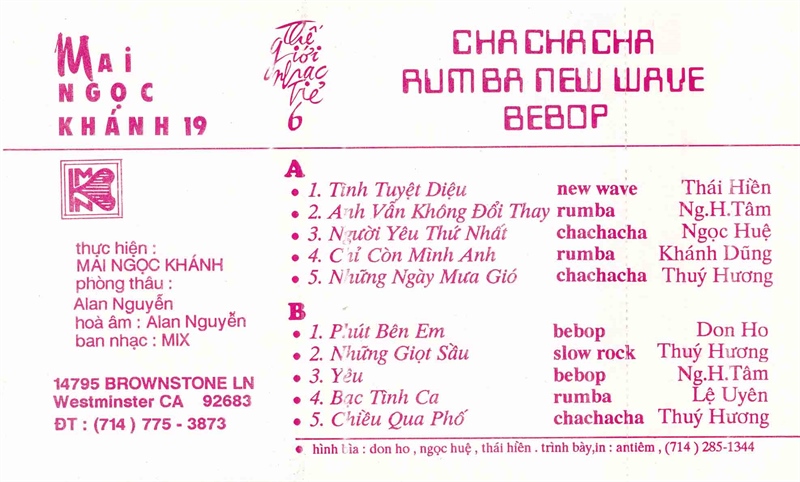 MAI
NGỌC
KHÁNH 19
Thế
giới
nhạc
trẻ
6
CHA CHA CHA
RUMBA NEW WAVE
BEBOP
MNK
thực hiện :
MAI NGỌC KHÁNH
phòng thâu :
Alan Nguyễn
hoà âm : Alan Nguyễn
ban nhạc : MIX
14795 BROWNSTONE LN
Westminster CA 92683
ĐT : (714) 775 - 3873
A
• 1. Tình Tuyệt Diệu new wave Thái Hiền
• 2. Anh Vẫn Không Đổi Thay rumba Ng.H.Tâm
• 3. Người Yêu Thứ Nhất chachacha Ngọc Huệ
• 4. Chỉ Còn Mình Anh rumba Khánh Dũng
• 5. Những Ngày Mưa Gió chachacha Thuý Hương
B
• 1. Phút Bên Em bebop Don Ho
• 2. Những Giọt Sầu slow rock Thuý Hương
• 3. Yêu bebop Ng.H.Tâm
• 4. Bạc Tình Ca rumba Lệ Uyên
• 5. Chiều Qua Phố chachacha Thuý Hương
• hình bìa : don ho , ngọc huệ , thái hiền . trình bày,in : antiêm , (714) 285-1344